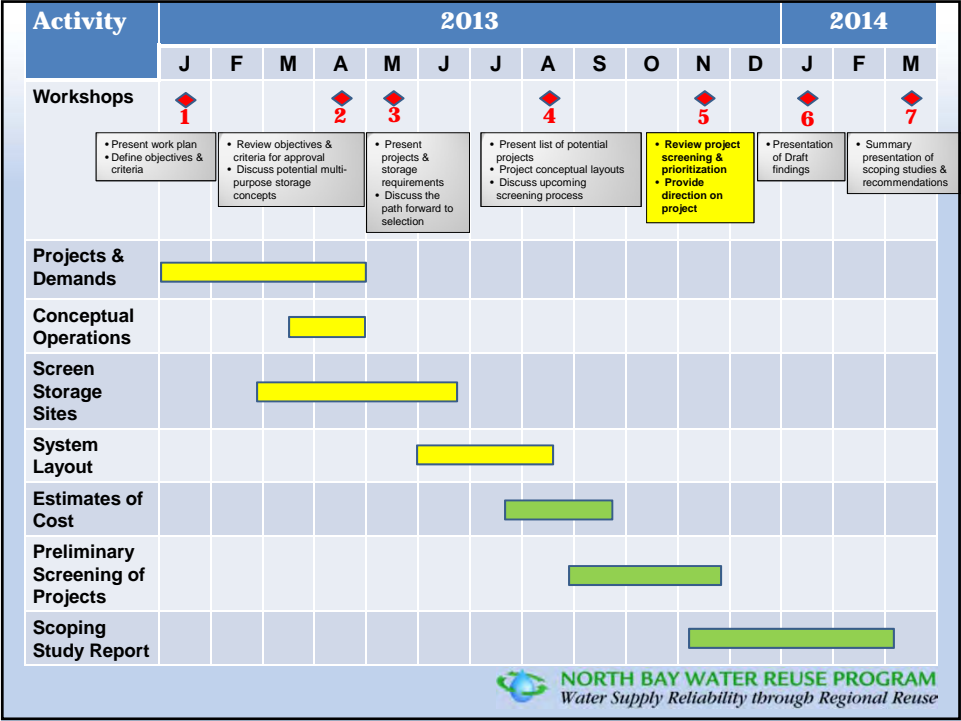 Activity
2013
2014
J F M A M J J A S O N D J F M
Workshops
1
2
3
4
5
6
7
• Present work plan
• Define objectives &
criteria
• Review objectives &
criteria for approval
• Discuss potential multi-
purpose storage
concepts
• Present
projects &
storage
requirements
• Discuss the
path forward to
selection
• Present list of potential
projects
• Project conceptual layouts
• Discuss upcoming
screening process
• Review project
screening &
prioritization
• Provide
direction on
project
• Presentation
of Draft
findings
• Summary
presentation of
scoping studies &
recommendations
Projects &
Demands
Conceptual
Operations
Screen
Storage
Sites
System
Layout
Estimates of
Cost
Preliminary
Screening of
Projects
Scoping
Study Report
NORTH BAY WATER REUSE PROGRAM
Water Supply Reliability through Regional Reuse